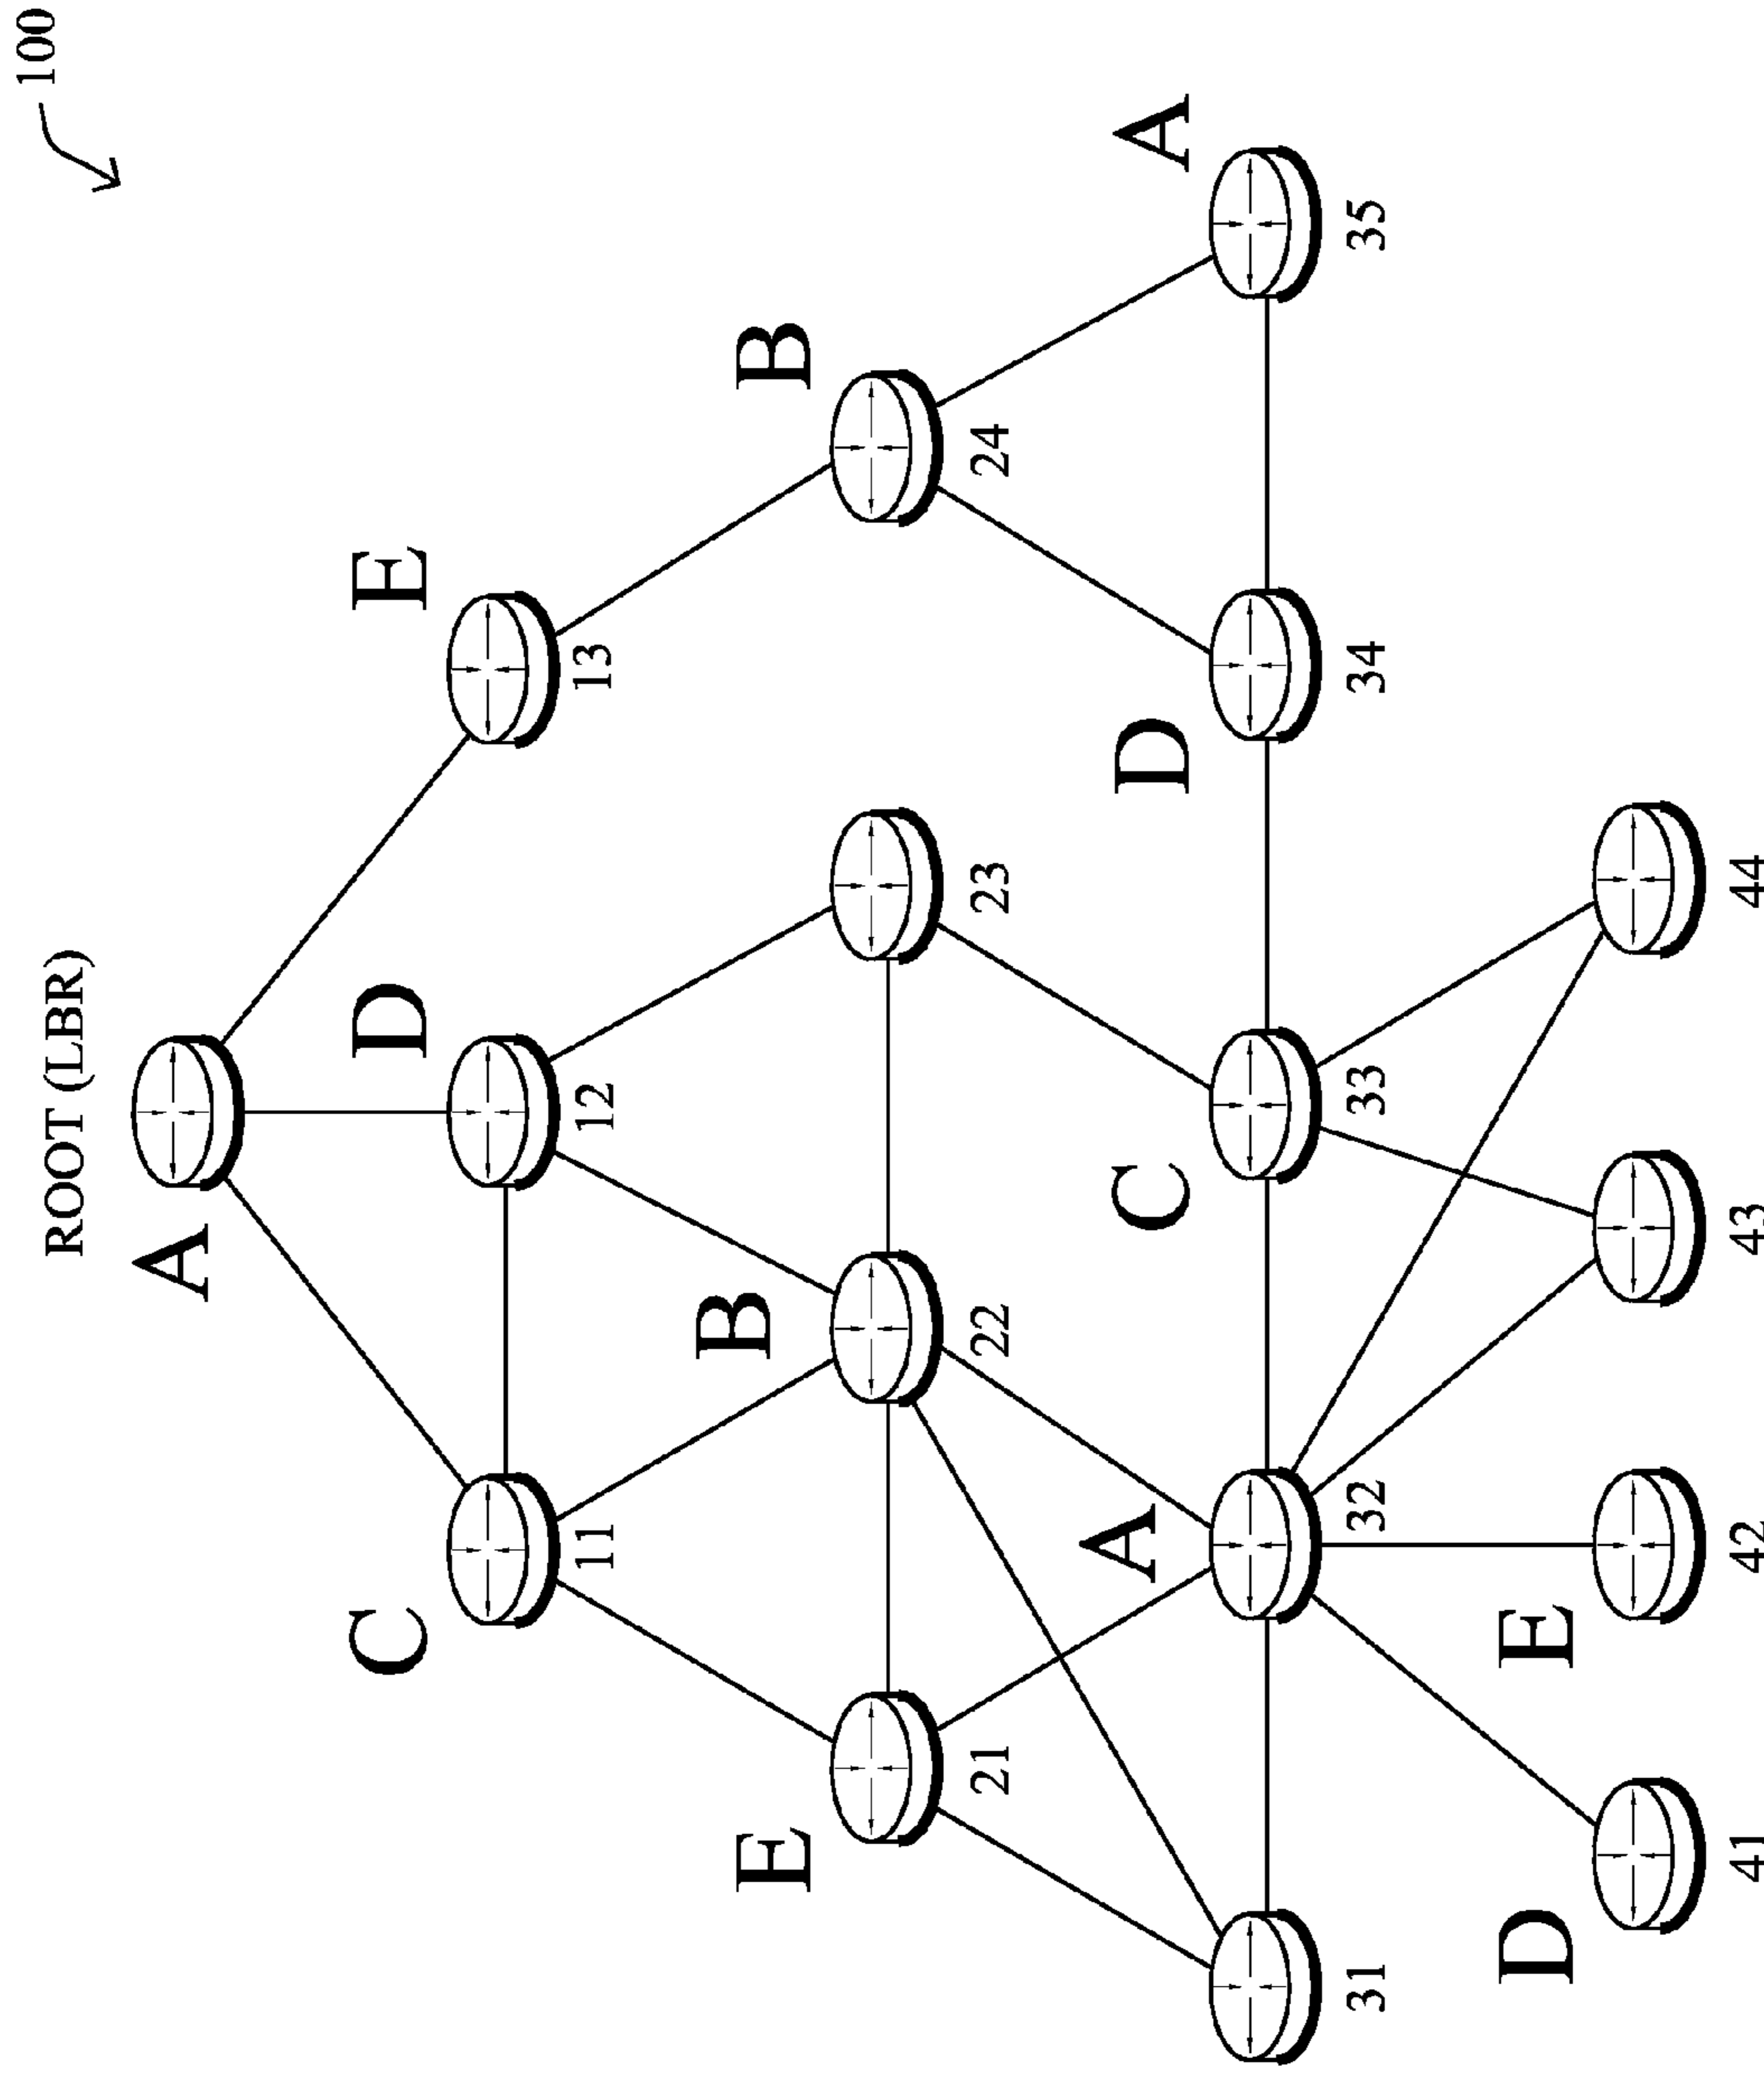 100
ROOT (LBR)
A
C D E
11 12 13
E B B
21 22 23 24
A C D A
31 32 33 34 35
D E
41 42 43 44